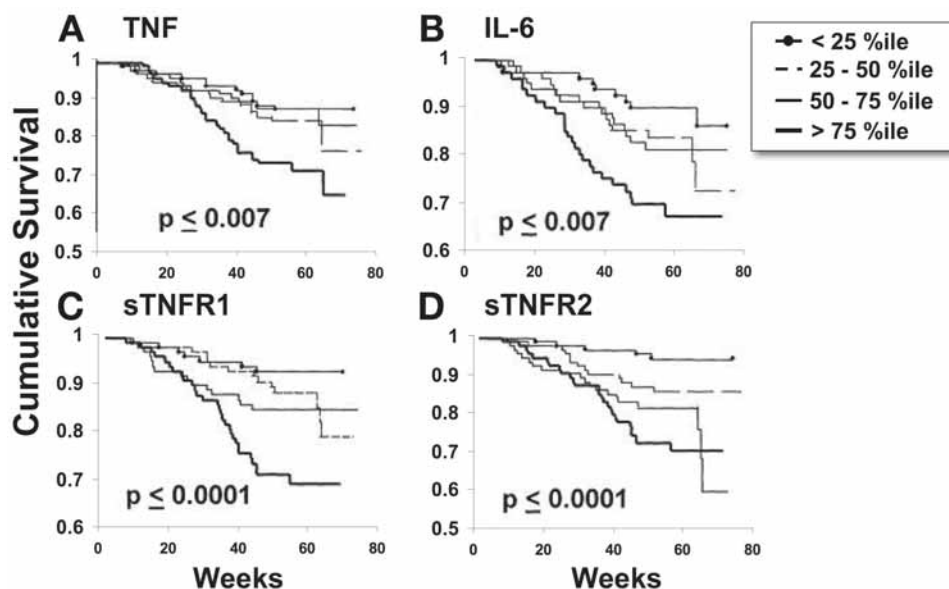 A TNF
B IL-6
< 25 %ile
25 - 50 %ile
50 - 75 %ile
> 75 %ile
Cumulative Survival
1
0.9
0.8
0.7
0.6
0.5
p ≤ 0.007
0 20 40 60 80
1
0.9
0.8
0.7
0.6
p ≤ 0.007
0 20 40 60 80
C sTNFR1
D sTNFR2
1
0.9
0.8
0.7
0.6
p ≤ 0.0001
0 20 40 60 80
Weeks
1
0.9
0.8
0.7
0.6
0.5
p ≤ 0.0001
0 20 40 60 80
Weeks